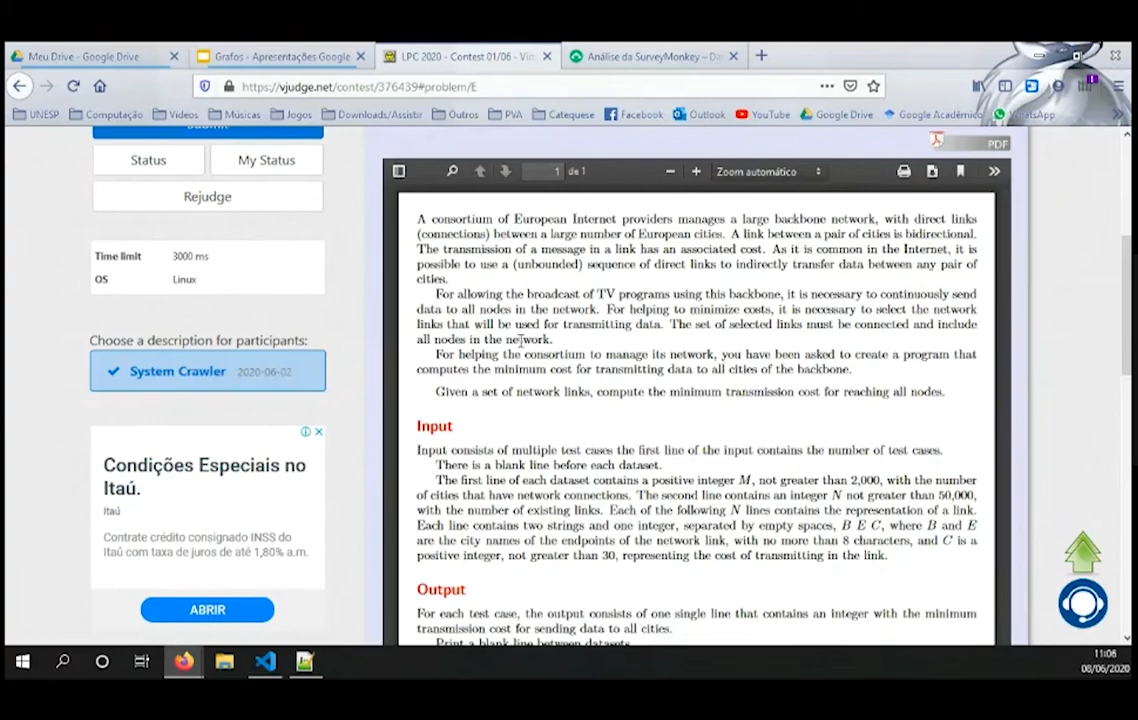 Meu Drive - Google Drive
Grafos - Apresentações Google
LPC 2020 - Contest 01/06 - Vir
Análise da SurveyMonkey – Da
https://vjudge.net/contest/376439#problem/E
UNESP
Computação
Videos
Músicas
Jogos
Downloads/Assistir
Outros
PVA
Catequese
Facebook
Outlook
YouTube
Google Drive
Google Acadêmico
WhatsApp
Submit
Status
My Status
Rejudge
Time limit 3000 ms
OS Linux
Choose a description for participants:
System Crawler 2020-06-02
Condições Especiais no
Itaú.
Itaú
Contrate crédito consignado INSS do
Itaú com taxa de juros de até 1,80% a.m.
ABRIR
PDF
1 de 1
Zoom automático
A consortium of European Internet providers manages a large backbone network, with direct links
(connections) between a large number of European cities. A link between a pair of cities is bidirectional.
The transmission of a message in a link has an associated cost. As it is common in the Internet, it is
possible to use a (unbounded) sequence of direct links to indirectly transfer data between any pair of
cities.
For allowing the broadcast of TV programs using this backbone, it is necessary to continuously send
data to all nodes in the network. For helping to minimize costs, it is necessary to select the network
links that will be used for transmitting data. The set of selected links must be connected and include
all nodes in the network.
For helping the consortium to manage its network, you have been asked to create a program that
computes the minimum cost for transmitting data to all cities of the backbone.
Given a set of network links, compute the minimum transmission cost for reaching all nodes.
Input
Input consists of multiple test cases the first line of the input contains the number of test cases.
There is a blank line before each dataset.
The first line of each dataset contains a positive integer M, not greater than 2,000, with the number
of cities that have network connections. The second line contains an integer N not greater than 50,000,
with the number of existing links. Each of the following N lines contains the representation of a link.
Each line contains two strings and one integer, separated by empty spaces, B E C, where B and E
are the city names of the endpoints of the network link, with no more than 8 characters, and C is a
positive integer, not greater than 30, representing the cost of transmitting in the link.
Output
For each test case, the output consists of one single line that contains an integer with the minimum
transmission cost for sending data to all cities.
Print a blank line between datasets.
11:06
08/06/2020